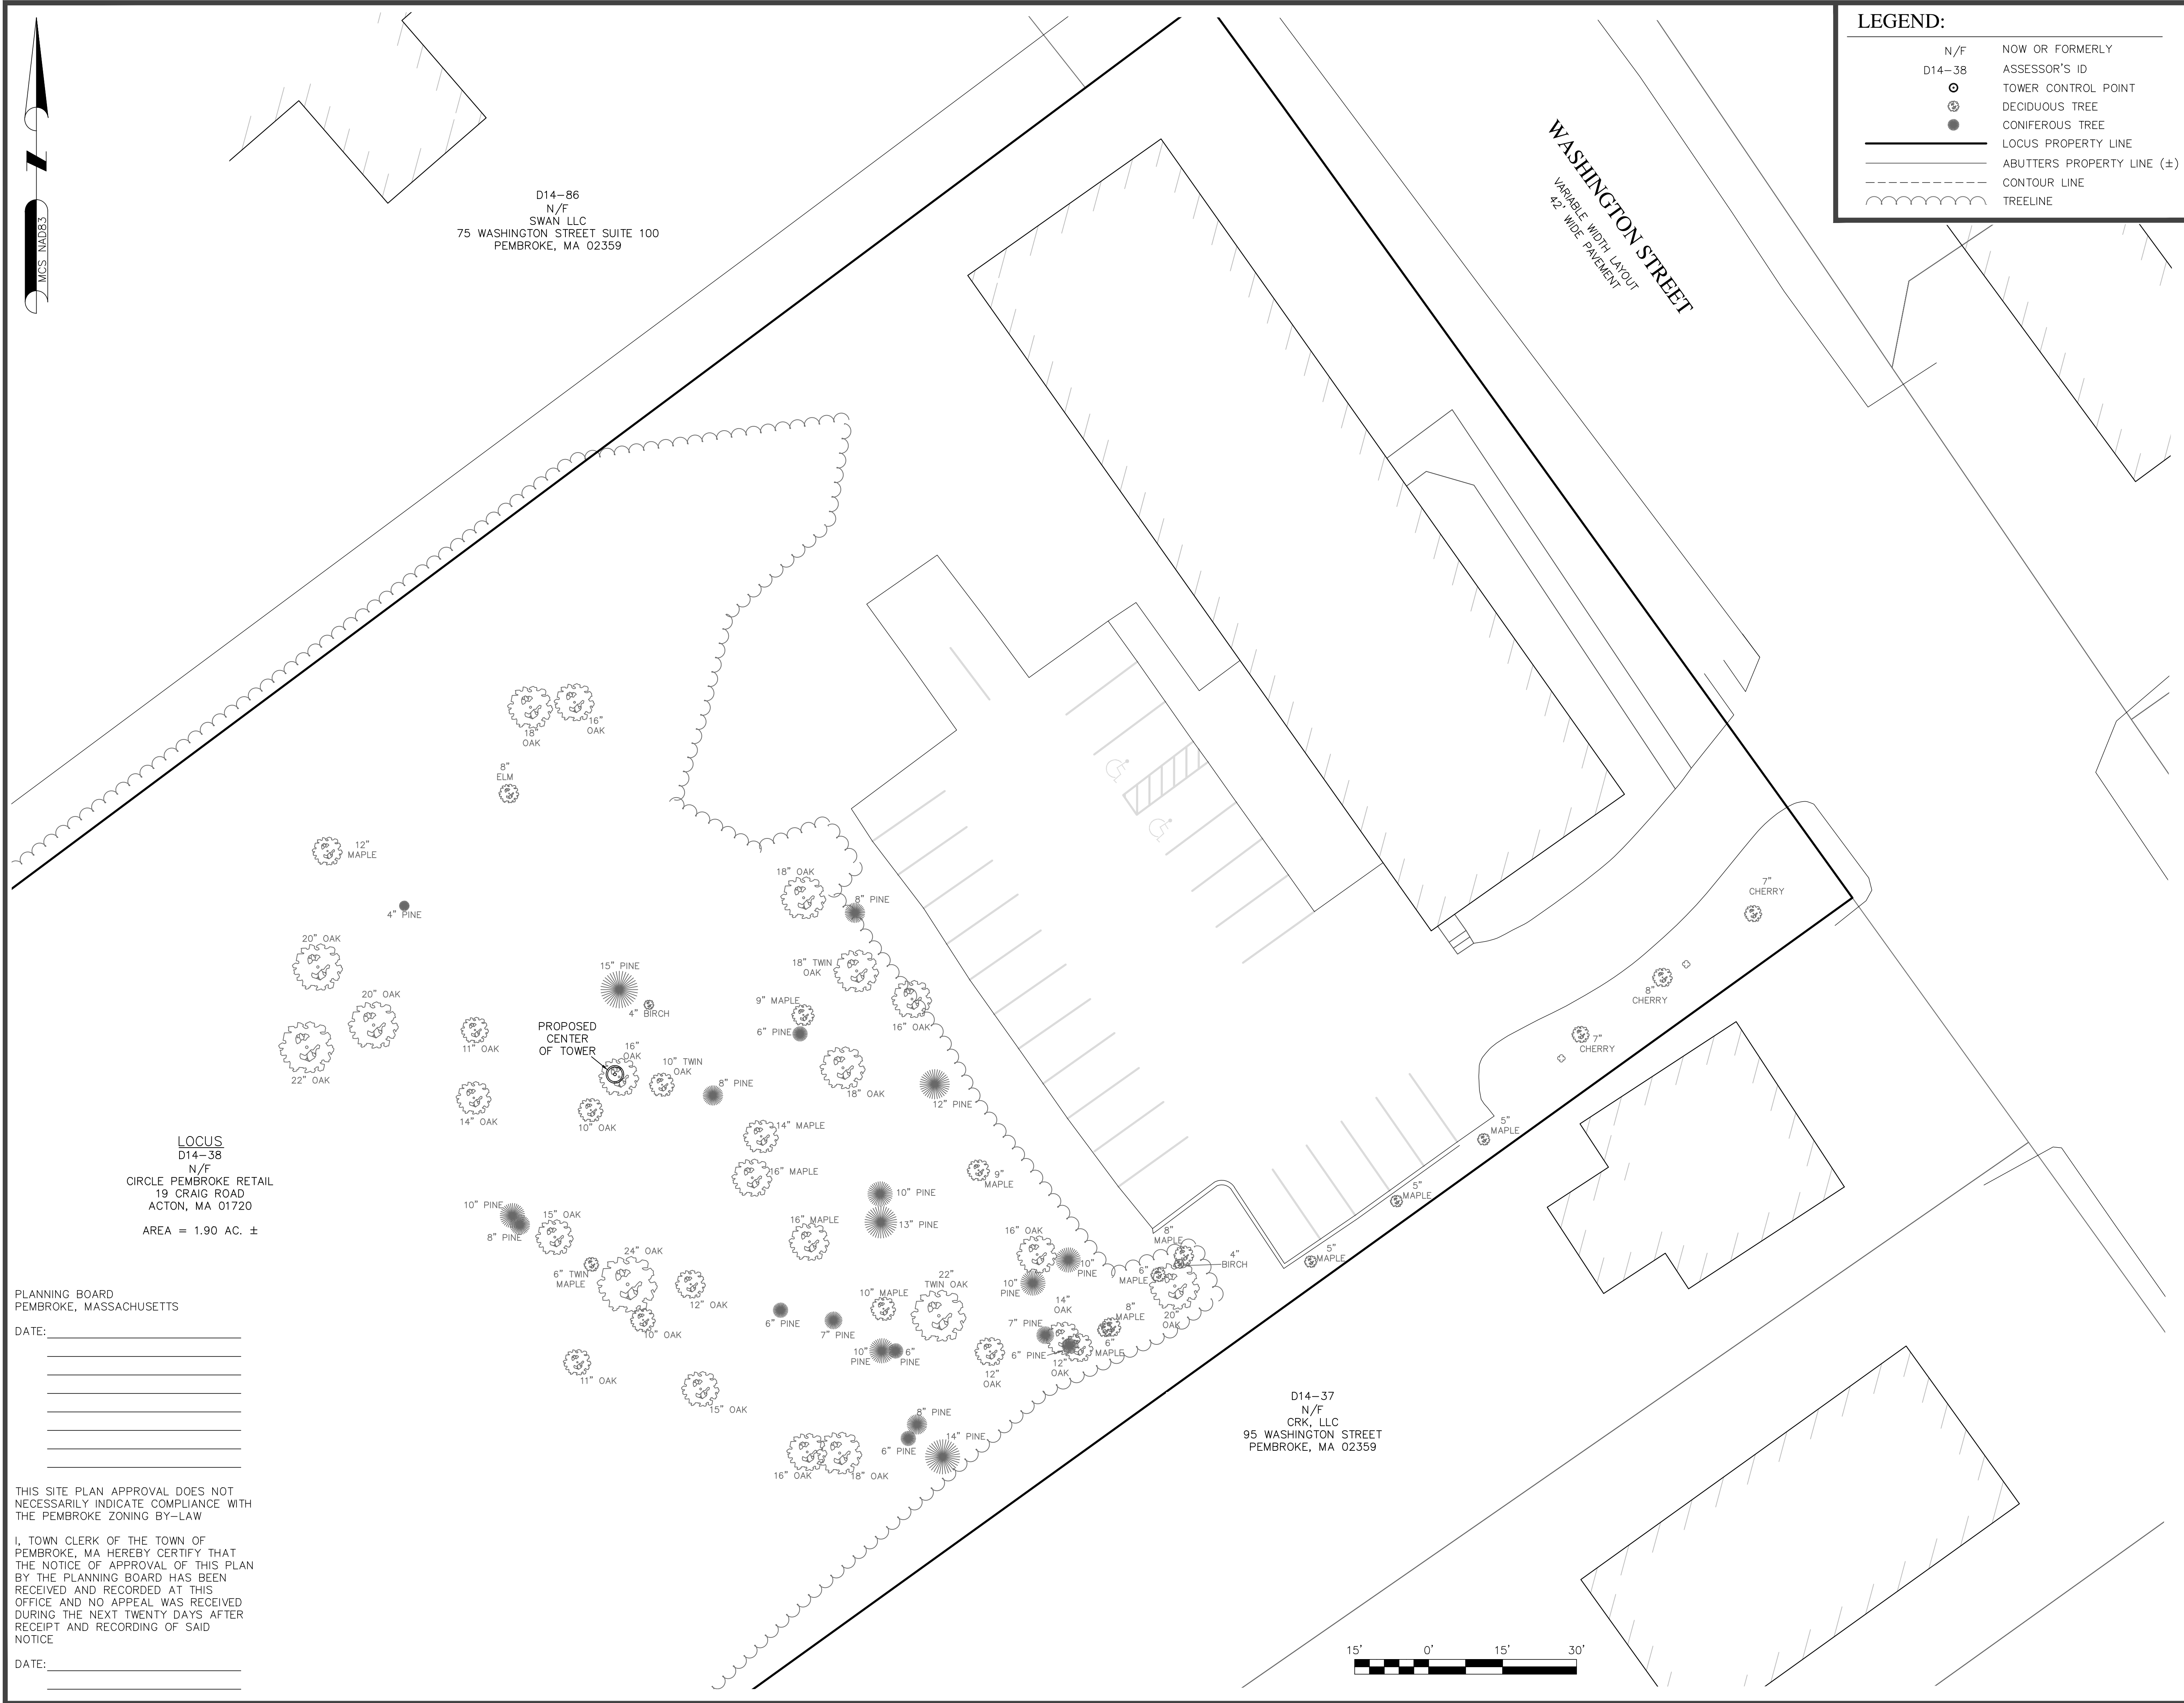 LEGEND:
N/F NOW OR FORMERLY
D14-38 ASSESSOR'S ID
TOWER CONTROL POINT
DECIDUOUS TREE
CONIFEROUS TREE
LOCUS PROPERTY LINE
ABUTTERS PROPERTY LINE (±)
CONTOUR LINE
TREELINE
N
MCS NAD83
D14-86
N/F
SWAN LLC
75 WASHINGTON STREET SUITE 100
PEMBROKE, MA 02359
WASHINGTON STREET
VARIABLE WIDTH LAYOUT
42' WIDE PAVEMENT
18"
OAK
16"
OAK
8"
ELM
12"
MAPLE
4" PINE
20" OAK
20" OAK
22" OAK
11" OAK
14" OAK
15" PINE
4" BIRCH
PROPOSED
CENTER
OF TOWER
16"
OAK
10" TWIN
OAK
10" OAK
8" PINE
18" OAK
8" PINE
18" TWIN
OAK
16" OAK
9" MAPLE
6" PINE
18" OAK
12" PINE
14" MAPLE
16" MAPLE
9"
MAPLE
10" PINE
13" PINE
16" MAPLE
7"
CHERRY
8"
CHERRY
7"
CHERRY
5"
MAPLE
5"
MAPLE
5"
MAPLE
LOCUS
D14-38
N/F
CIRCLE PEMBROKE RETAIL
19 CRAIG ROAD
ACTON, MA 01720
AREA = 1.90 AC. ±
10" PINE
8" PINE
15" OAK
6" TWIN
MAPLE
24" OAK
12" OAK
10" OAK
11" OAK
15" OAK
6" PINE
7" PINE
10" MAPLE
22"
TWIN OAK
10"
PINE
6"
PINE
12"
OAK
16" OAK
10"
PINE
10"
PINE
14"
OAK
7" PINE
6" PINE
12"
OAK
6"
MAPLE
8"
MAPLE
6"
MAPLE
8"
MAPLE
4"
BIRCH
20"
OAK
8" PINE
6" PINE
14" PINE
16" OAK
18" OAK
D14-37
N/F
CRK, LLC
95 WASHINGTON STREET
PEMBROKE, MA 02359
PLANNING BOARD
PEMBROKE, MASSACHUSETTS
DATE:
THIS SITE PLAN APPROVAL DOES NOT
NECESSARILY INDICATE COMPLIANCE WITH
THE PEMBROKE ZONING BY-LAW
I, TOWN CLERK OF THE TOWN OF
PEMBROKE, MA HEREBY CERTIFY THAT
THE NOTICE OF APPROVAL OF THIS PLAN
BY THE PLANNING BOARD HAS BEEN
RECEIVED AND RECORDED AT THIS
OFFICE AND NO APPEAL WAS RECEIVED
DURING THE NEXT TWENTY DAYS AFTER
RECEIPT AND RECORDING OF SAID
NOTICE
DATE:
15' 0' 15' 30'